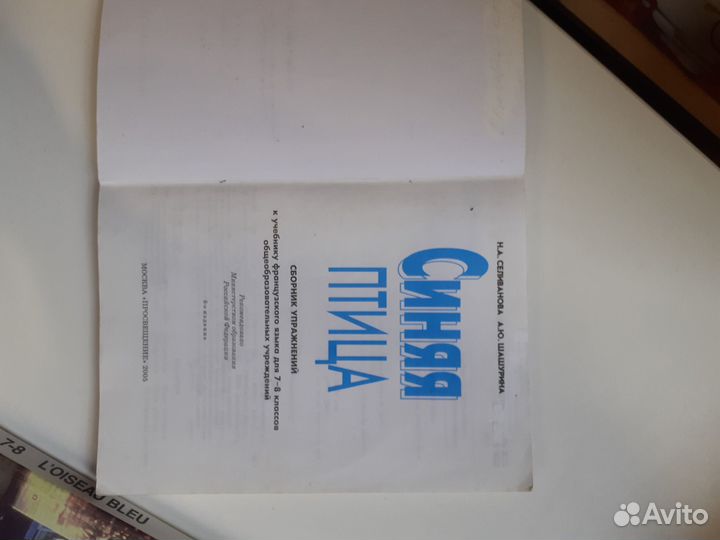 Н.А. СЕЛИВАНОВА А.Ю. ШАШУРИНА
Синяя
ПТИЦА
СБОРНИК УПРАЖНЕНИЙ
к учебнику французского языка для 7–8 классов
общеобразовательных учреждений
Рекомендовано
Министерством образования
Российской Федерации
МОСКВА «ПРОСВЕЩЕНИЕ» 2005
7-8 L'OISEAU BLEU
Avito